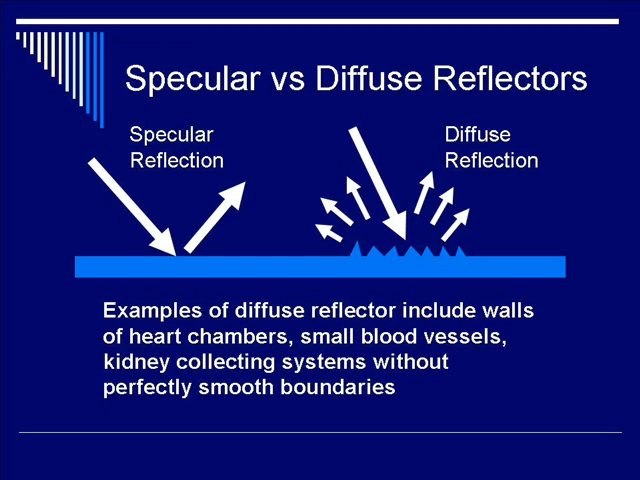 Specular vs Diffuse Reflectors
Specular
Reflection
Diffuse
Reflection
Examples of diffuse reflector include walls
of heart chambers, small blood vessels,
kidney collecting systems without
perfectly smooth boundaries